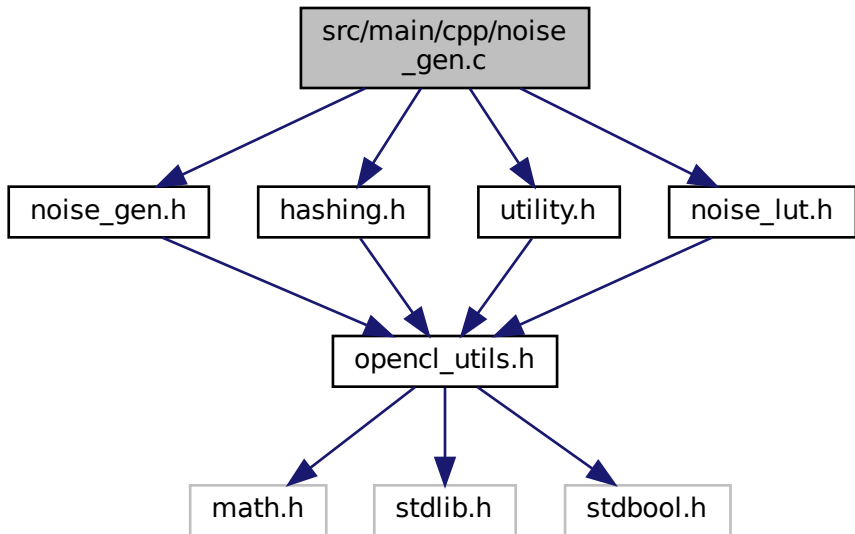 src/main/cpp/noise
_gen.c
noise_gen.h
hashing.h
utility.h
noise_lut.h
opencl_utils.h
math.h
stdlib.h
stdbool.h